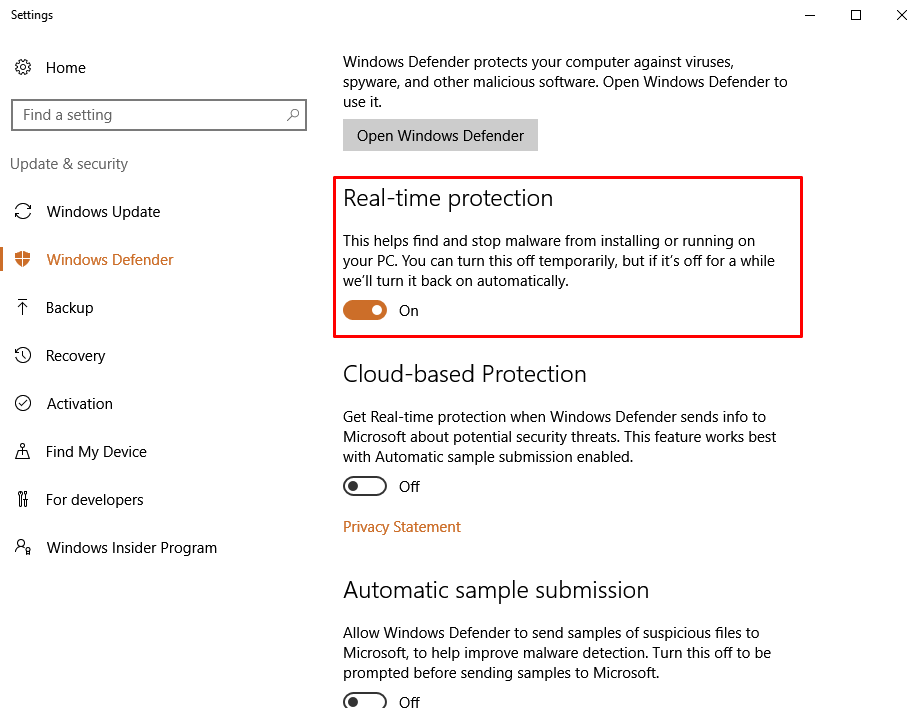 Settings
Home
Find a setting
Update & security
Windows Update
Windows Defender
Backup
Recovery
Activation
Find My Device
For developers
Windows Insider Program
Windows Defender protects your computer against viruses,
spyware, and other malicious software. Open Windows Defender to
use it.
Open Windows Defender
Real-time protection
This helps find and stop malware from installing or running on
your PC. You can turn this off temporarily, but if it's off for a while
we'll turn it back on automatically.
On
Cloud-based Protection
Get Real-time protection when Windows Defender sends info to
Microsoft about potential security threats. This feature works best
with Automatic sample submission enabled.
Off
Privacy Statement
Automatic sample submission
Allow Windows Defender to send samples of suspicious files to
Microsoft, to help improve malware detection. Turn this off to be
prompted before sending samples to Microsoft.
Off